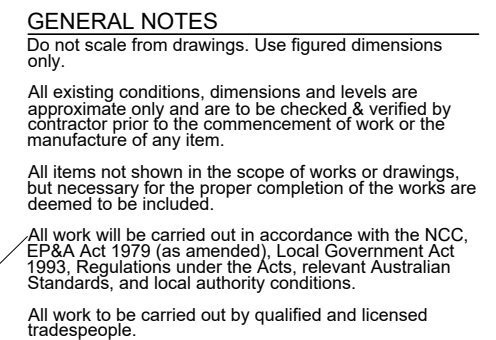 GENERAL NOTES
Do not scale from drawings. Use figured dimensions
only.
All existing conditions, dimensions and levels are
approximate only and are to be checked & verified by
contractor prior to the commencement of work or the
manufacture of any item.
All items not shown in the scope of works or drawings,
but necessary for the proper completion of the works are
deemed to be included.
All work will be carried out in accordance with the NCC,
EP&A Act 1979 (as amended), Local Government Act
1993, Regulations under the Acts, relevant Australian
Standards, and local authority conditions.
All work to be carried out by qualified and licensed
tradespeople.